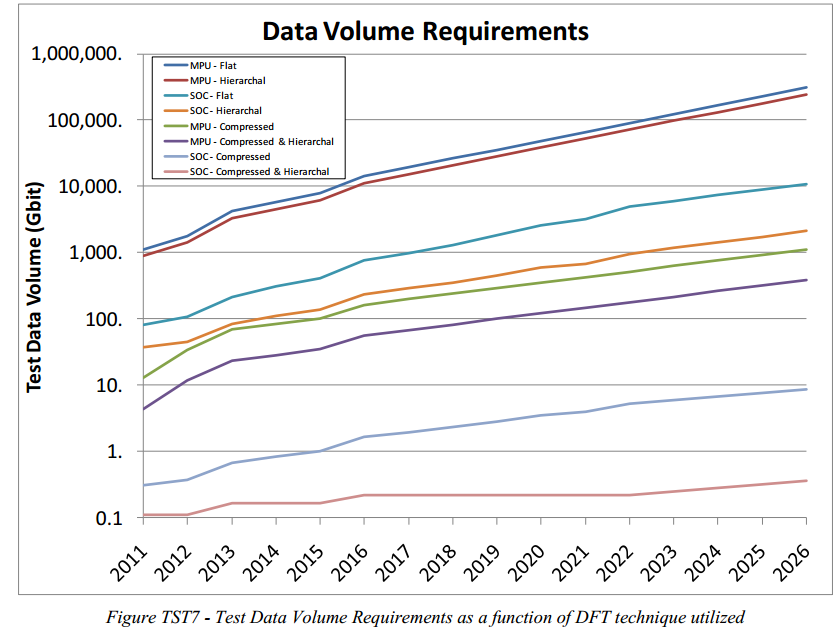 Data Volume Requirements
1,000,000.
100,000.
10,000.
1,000.
100.
10.
1.
0.1
Test Data Volume (Gbit)
MPU - Flat
MPU - Hierarchal
SOC - Flat
SOC - Hierarchal
MPU - Compressed
MPU - Compressed & Hierarchal
SOC - Compressed
SOC - Compressed & Hierarchal
2011
2012
2013
2014
2015
2016
2017
2018
2019
2020
2021
2022
2023
2024
2025
2026
Figure TST7 - Test Data Volume Requirements as a function of DFT technique utilized